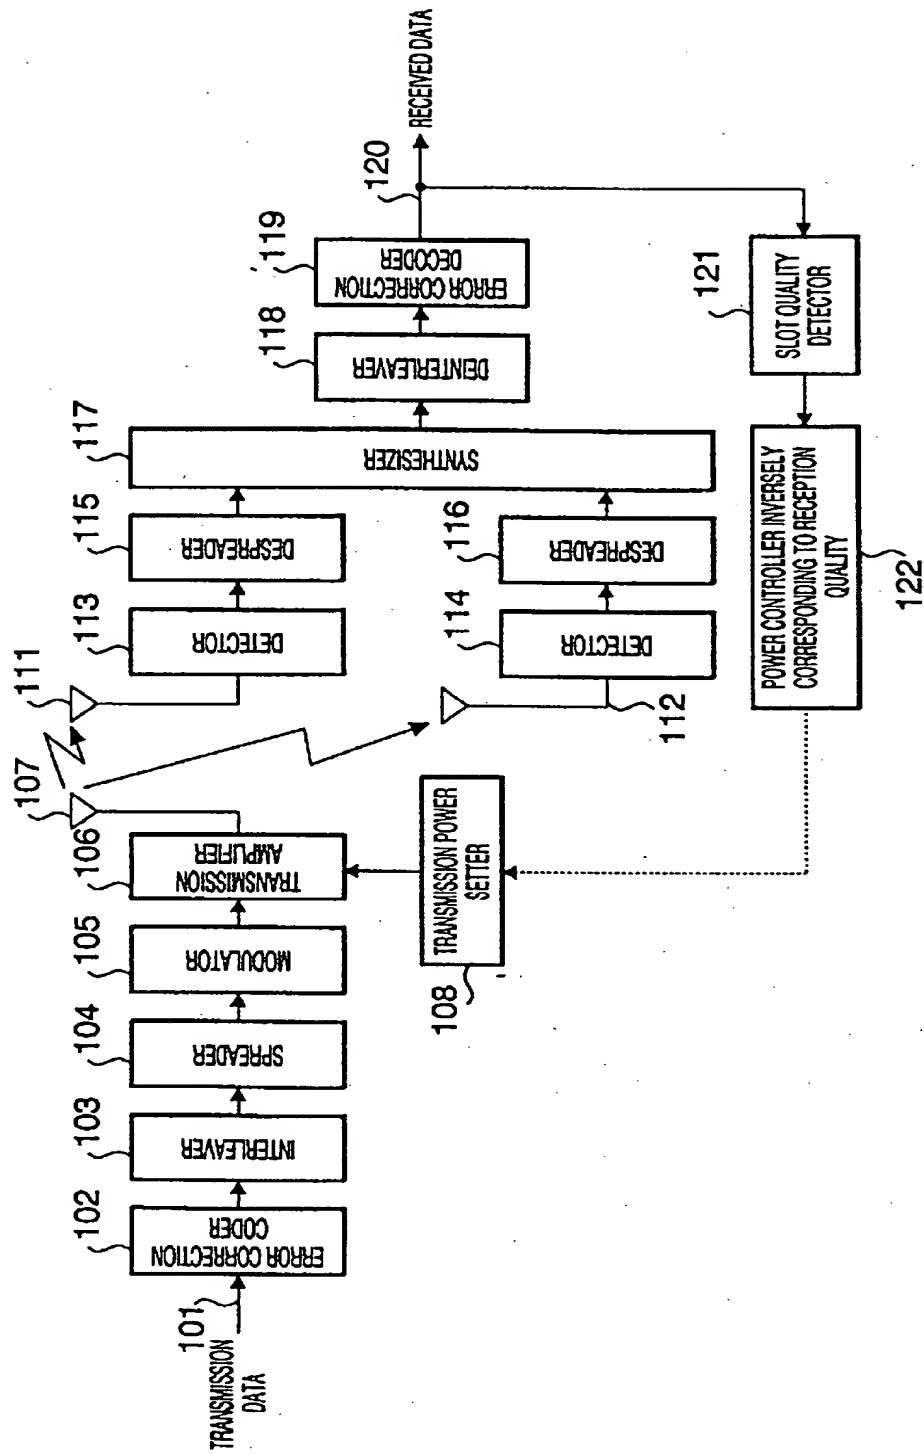 TRANSMISSION
DATA
101
102
ERROR CORRECTION
CODER
103
INTERLEAVER
104
SPREADER
105
MODULATOR
106
TRANSMISSION
AMPLIFIER
107
TRANSMISSION POWER
SETTER
108
111
113
DETECTOR
115
DESPREADER
112
114
DETECTOR
116
DESPREADER
117
SYNTHESIZER
118
DEINTERLEAVER
119
ERROR CORRECTION
DECODER
120
RECEIVED DATA
121
SLOT QUALITY
DETECTOR
POWER CONTROLLER INVERSELY
CORRESPONDING TO RECEPTION
QUALITY
122